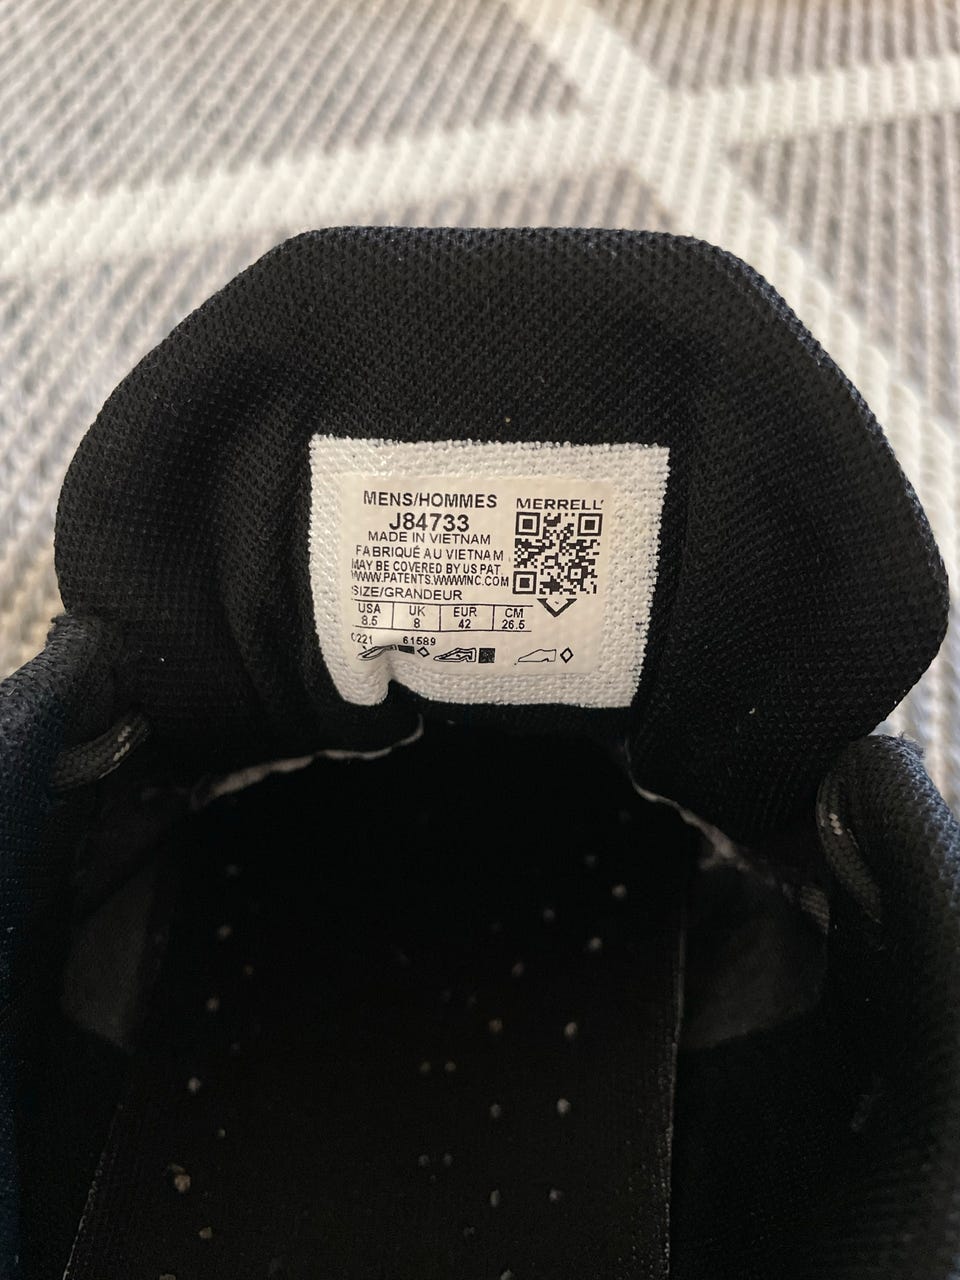 MENS/HOMMES
MERRELL
J84733
MADE IN VIETNAM
FABRIQUÉ AU VIETNAM
MAY BE COVERED BY US PAT.
WWW.PATENTS.WWWINC.COM
SIZE/GRANDEUR
USA UK EUR CM
8.5 8 42 26.5
0221 61589